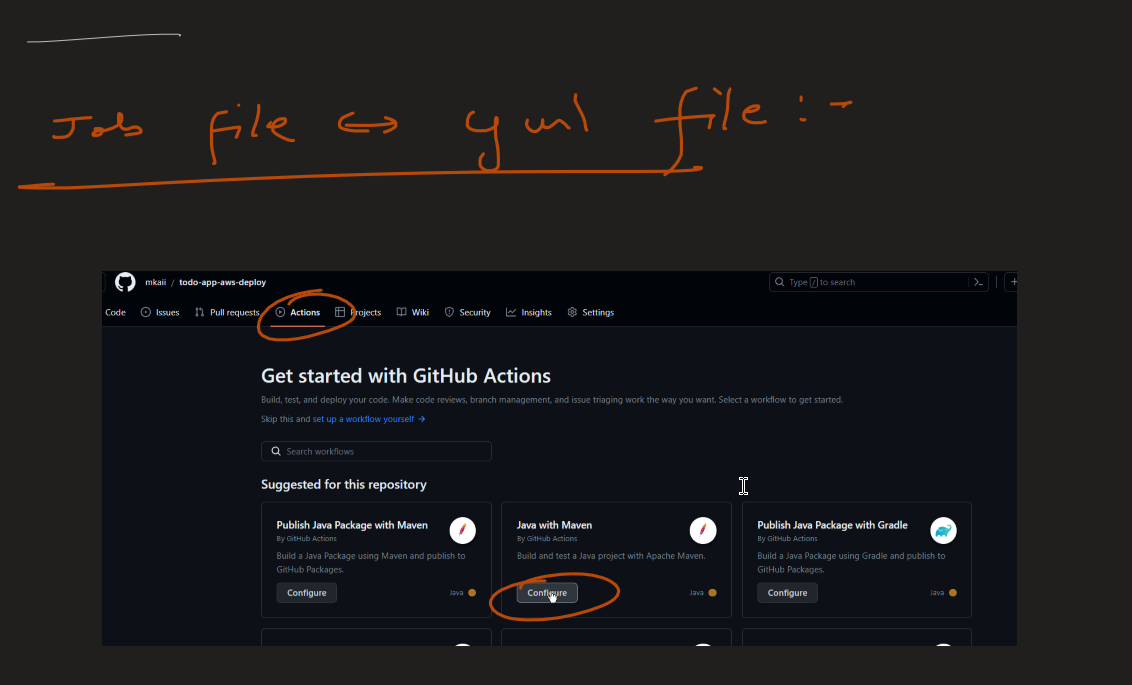 Job file ↔ yml file :-
mkaii / todo-app-aws-deploy
Type / to search
Code Issues Pull requests Actions Projects Wiki Security Insights Settings
Get started with GitHub Actions
Build, test, and deploy your code. Make code reviews, branch management, and issue triaging work the way you want. Select a workflow to get started.
Skip this and set up a workflow yourself →
Search workflows
Suggested for this repository
Publish Java Package with Maven
By GitHub Actions
Build a Java Package using Maven and publish to
GitHub Packages.
Configure
Java
Java with Maven
By GitHub Actions
Build and test a Java project with Apache Maven.
Configure
Java
Publish Java Package with Gradle
By GitHub Actions
Build a Java Package using Gradle and publish to
GitHub Packages.
Configure
Java